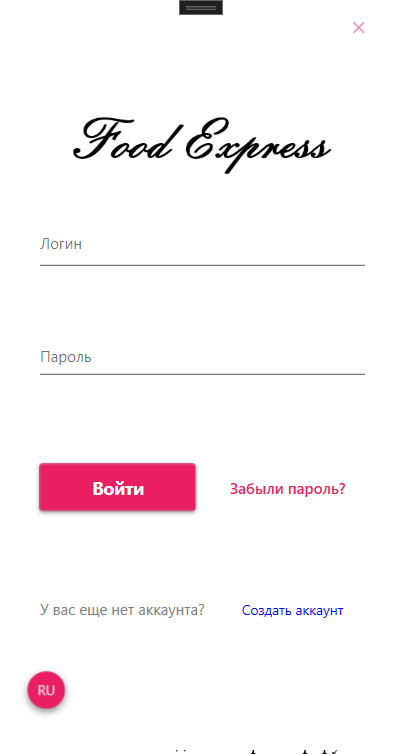 Food Express
Логин
Пароль
Войти
Забыли пароль?
У вас еще нет аккаунта?
Создать аккаунт
RU